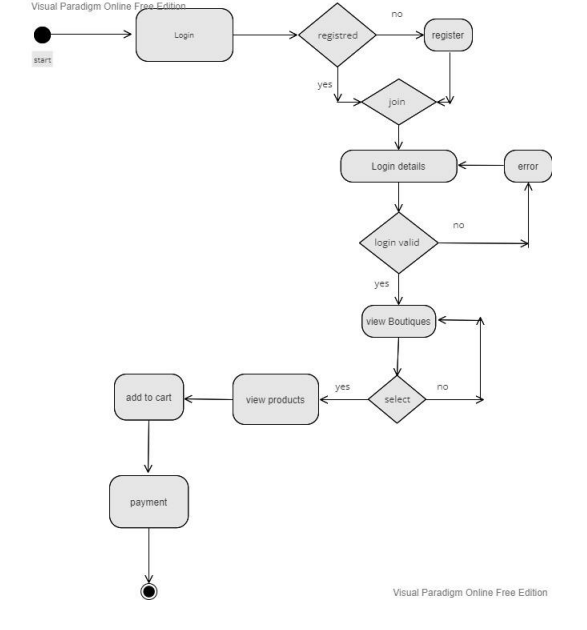 Visual Paradigm Online Free Edition
start
Login
registred
no
register
yes
join
Login details
error
login valid
no
yes
view Boutiques
select
yes
no
view products
add to cart
payment
Visual Paradigm Online Free Edition